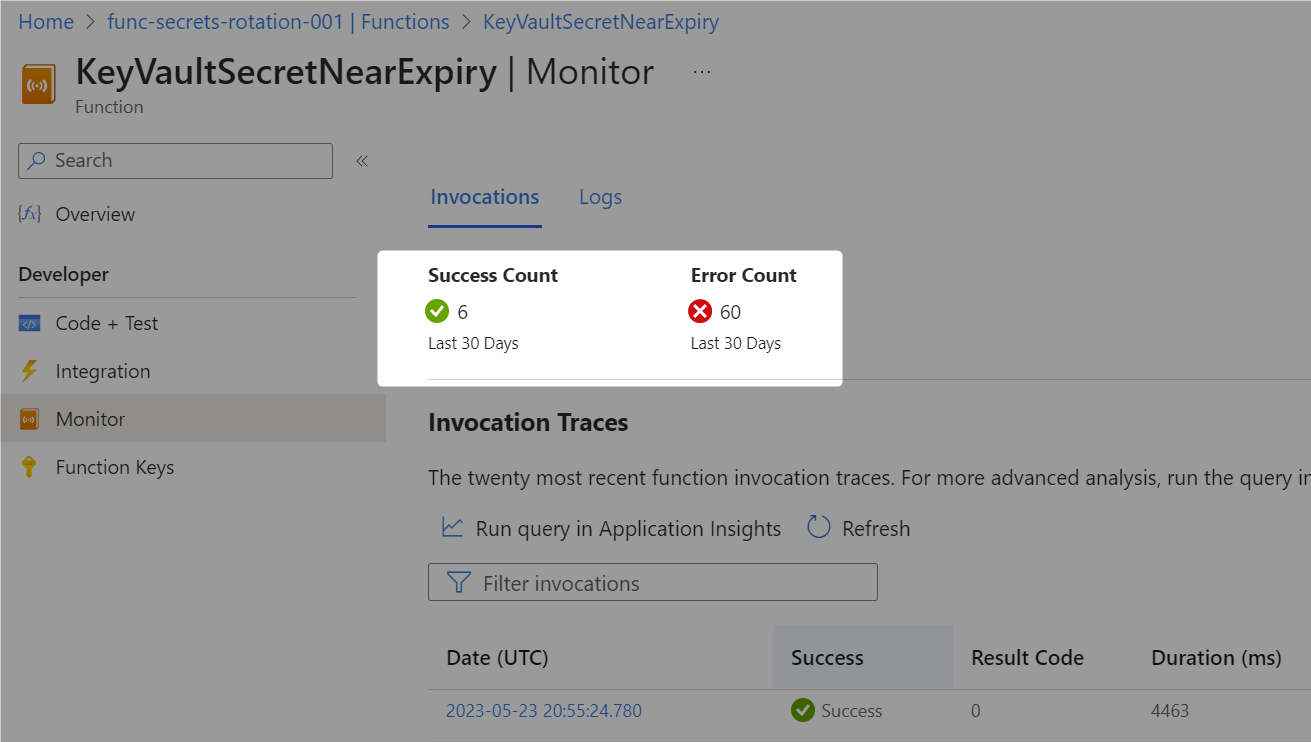 Home > func-secrets-rotation-001 | Functions > KeyVaultSecretNearExpiry
KeyVaultSecretNearExpiry | Monitor ...
Function
Search «
{fx} Overview
Developer
Code + Test
Integration
Monitor
Function Keys
Invocations Logs
Success Count Error Count
6 60
Last 30 Days Last 30 Days
Invocation Traces
The twenty most recent function invocation traces. For more advanced analysis, run the query in
Run query in Application Insights Refresh
Filter invocations
Date (UTC) Success Result Code Duration (ms)
2023-05-23 20:55:24.780 Success 0 4463